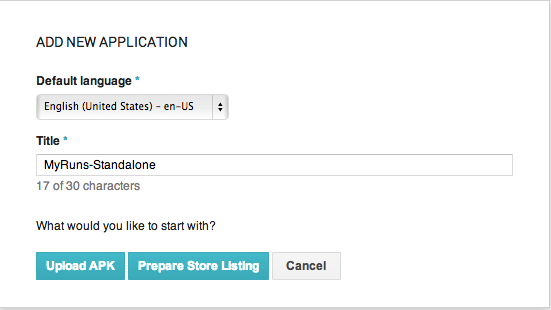 ADD NEW APPLICATION
Default language *
English (United States) – en-US
Title *
MyRuns-Standalone
17 of 30 characters
What would you like to start with?
Upload APK Prepare Store Listing Cancel